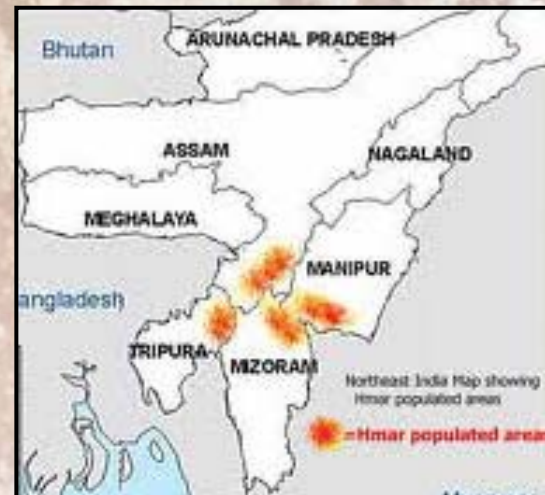 ARUNACHAL PRADESH
Bhutan
ASSAM
NAGALAND
MEGHALAYA
MANIPUR
angladesh
TRIPURA
MIZORAM
Northeast India Map showing
Hmar populated areas
=Hmar populated areas